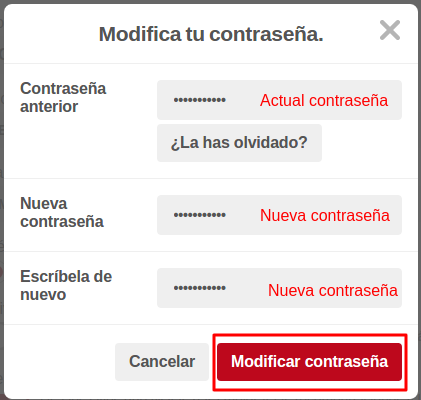 Modifica tu contraseña.
Contraseña
anterior
••••••••••• Actual contraseña
¿La has olvidado?
Nueva
contraseña
••••••••••• Nueva contraseña
Escríbela de
nuevo
••••••••••• Nueva contraseña
Cancelar
Modificar contraseña